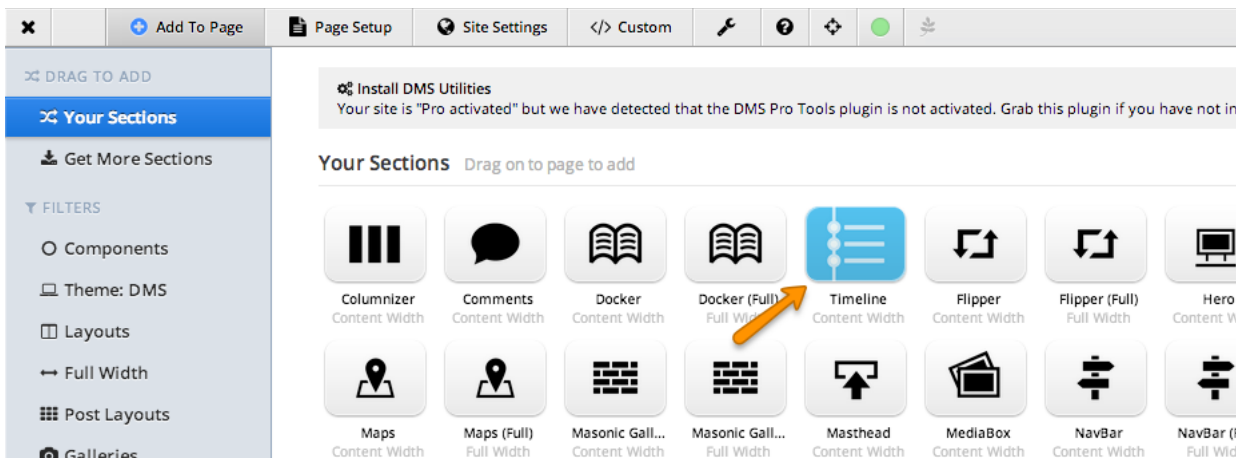 Add To Page Page Setup Site Settings </> Custom
DRAG TO ADD
Your Sections
Get More Sections
FILTERS
Components
Theme: DMS
Layouts
Full Width
Post Layouts
Galleries
Install DMS Utilities
Your site is "Pro activated" but we have detected that the DMS Pro Tools plugin is not activated. Grab this plugin if you have not in
Your Sections Drag on to page to add
Columnizer Comments Docker Docker (Full) Timeline Flipper Flipper (Full) Hero
Content Width Content Width Content Width Full Width Content Width Content Width Full Width Content W
Maps Maps (Full) Masonic Gall... Masonic Gall... Masthead MediaBox NavBar NavBar (
Content Width Full Width Content Width Full Width Content Width Content Width Content Width Full Wid